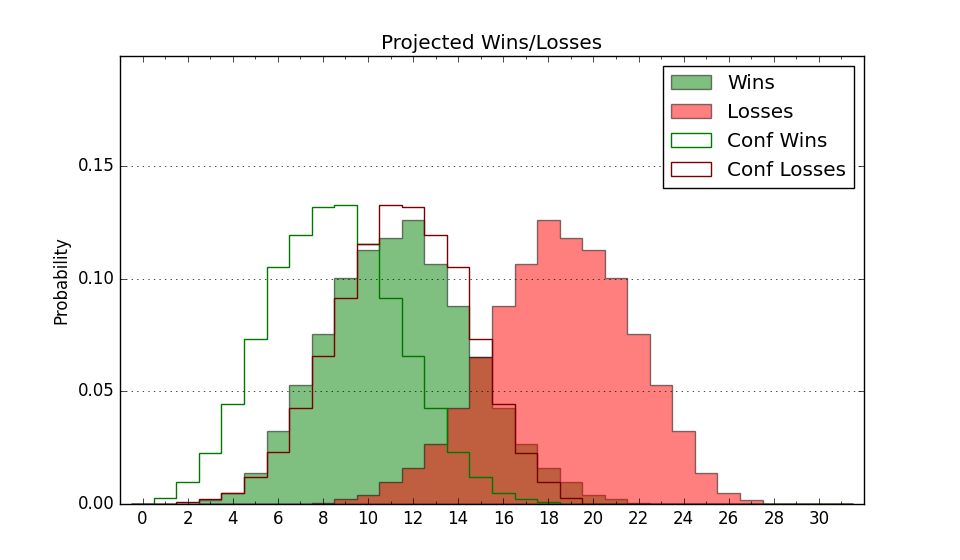 Projected Wins/Losses
Wins
Losses
Conf Wins
Conf Losses
Probability
0.15
0.10
0.05
0.00
0 2 4 6 8 10 12 14 16 18 20 22 24 26 28 30